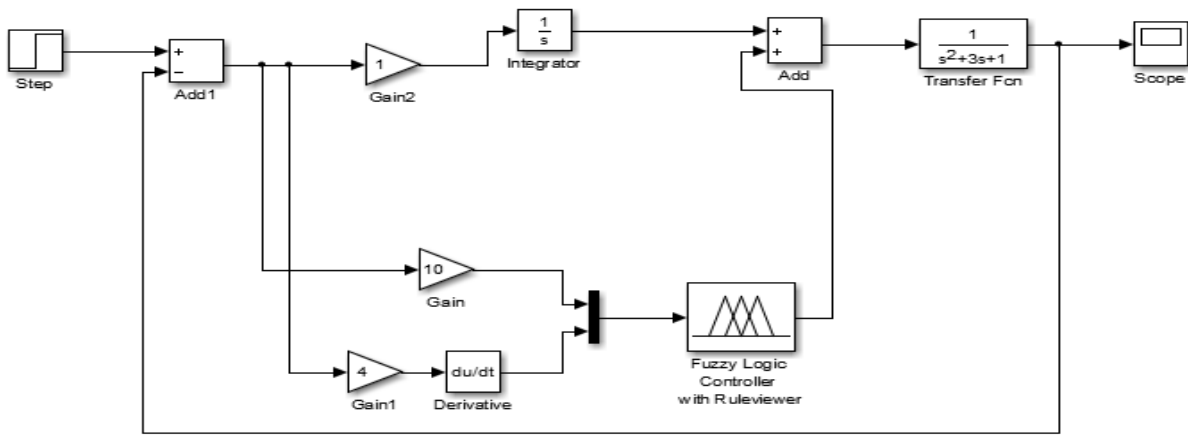 Step
+
−
Add1
1
Gain2
1
s
Integrator
+
+
Add
1
s²+3s+1
Transfer Fcn
Scope
10
Gain
4
Gain1
du/dt
Derivative
Fuzzy Logic
Controller
with Ruleviewer